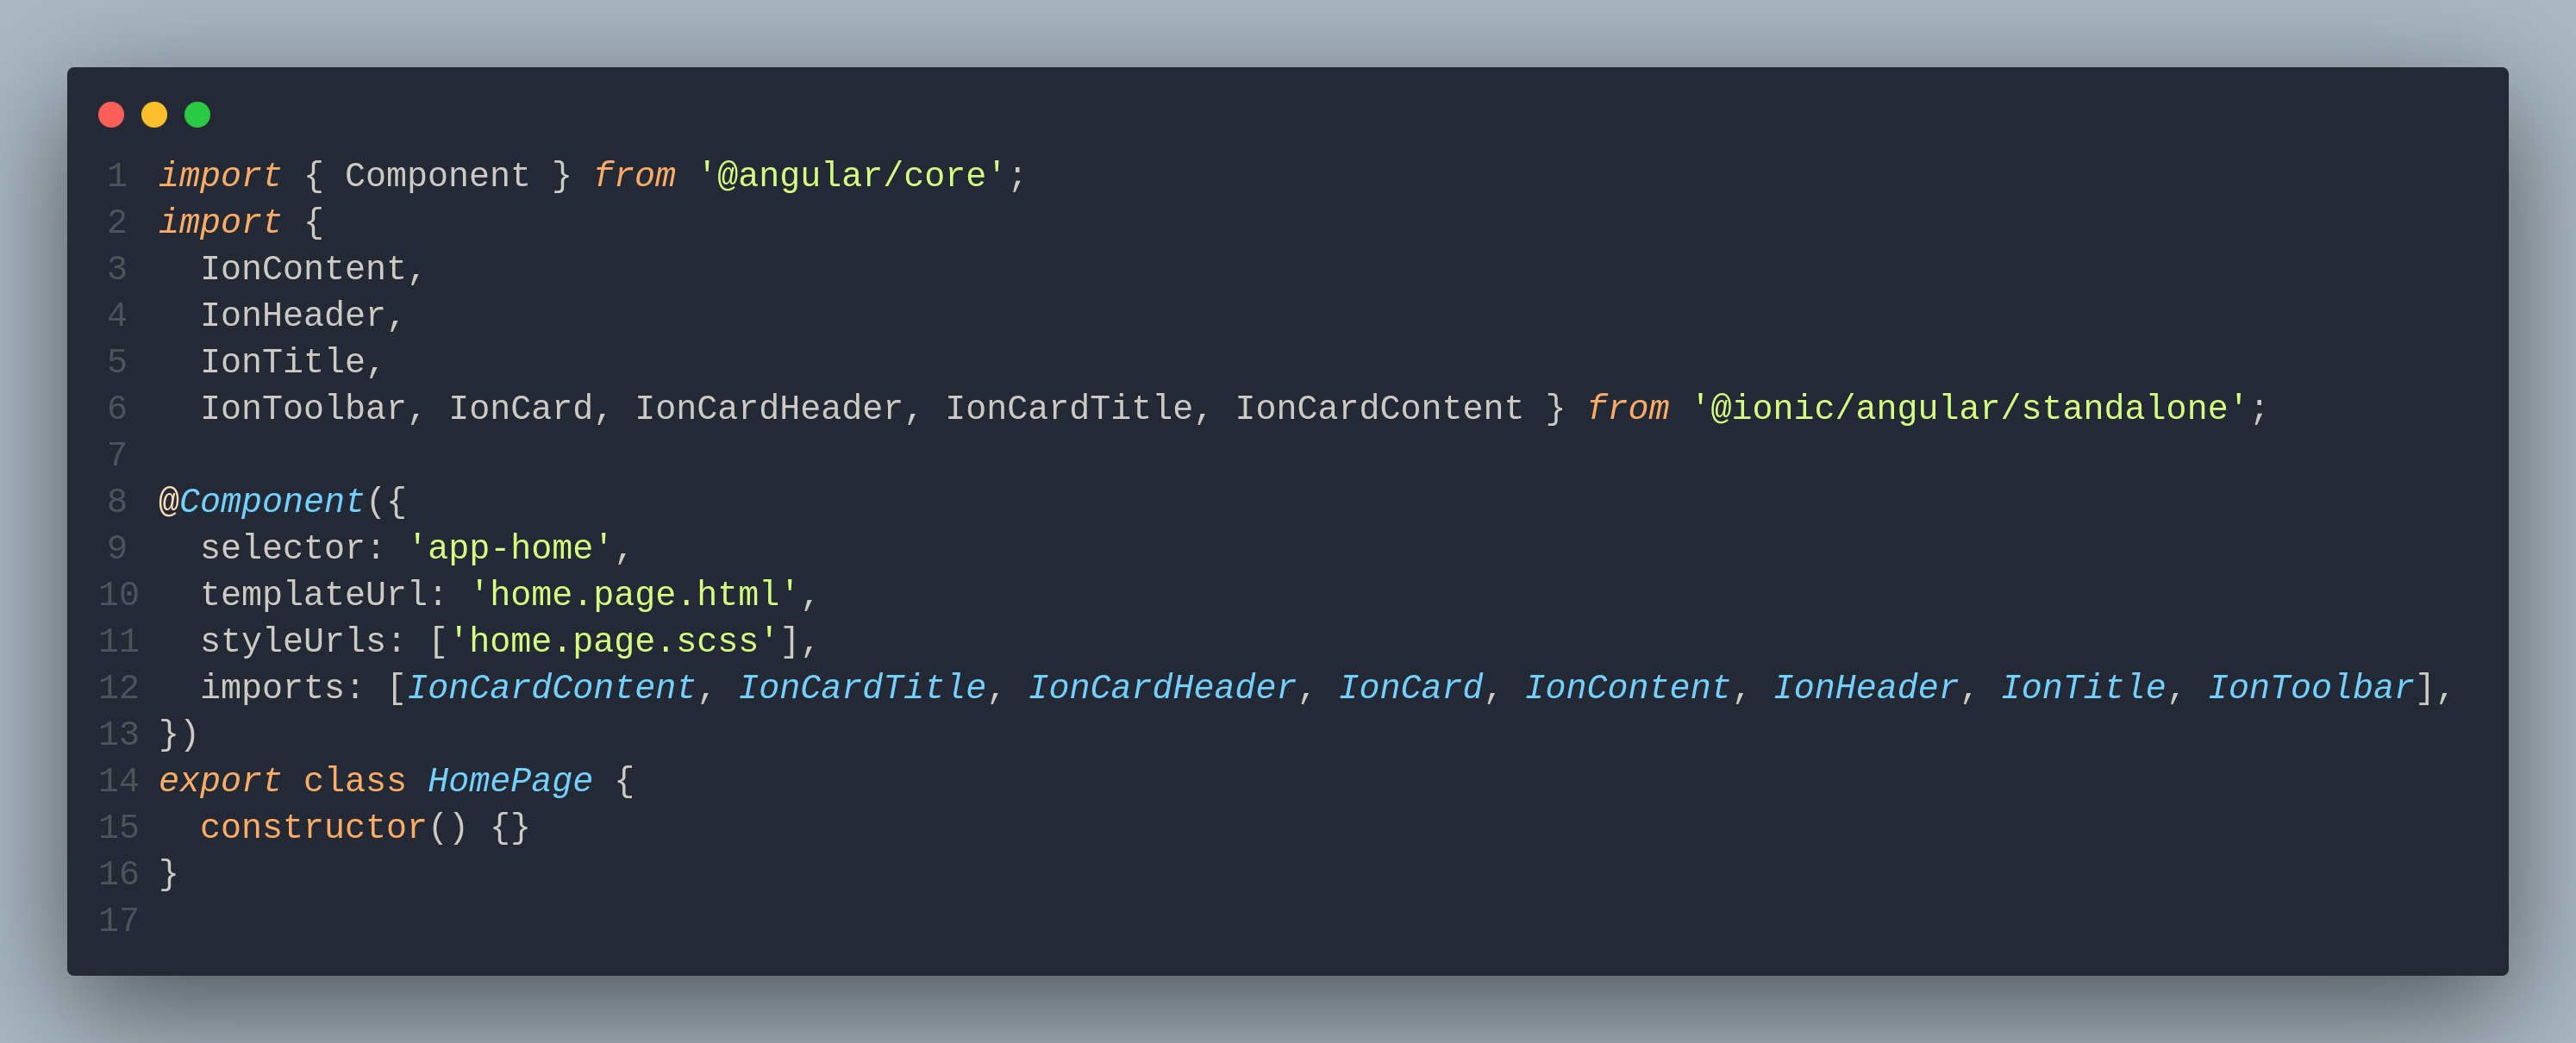 1 import { Component } from '@angular/core';
2 import {
3   IonContent,
4   IonHeader,
5   IonTitle,
6   IonToolbar, IonCard, IonCardHeader, IonCardTitle, IonCardContent } from '@ionic/angular/standalone';
7
8 @Component({
9   selector: 'app-home',
10   templateUrl: 'home.page.html',
11   styleUrls: ['home.page.scss'],
12   imports: [IonCardContent, IonCardTitle, IonCardHeader, IonCard, IonContent, IonHeader, IonTitle, IonToolbar],
13 })
14 export class HomePage {
15   constructor() {}
16 }
17